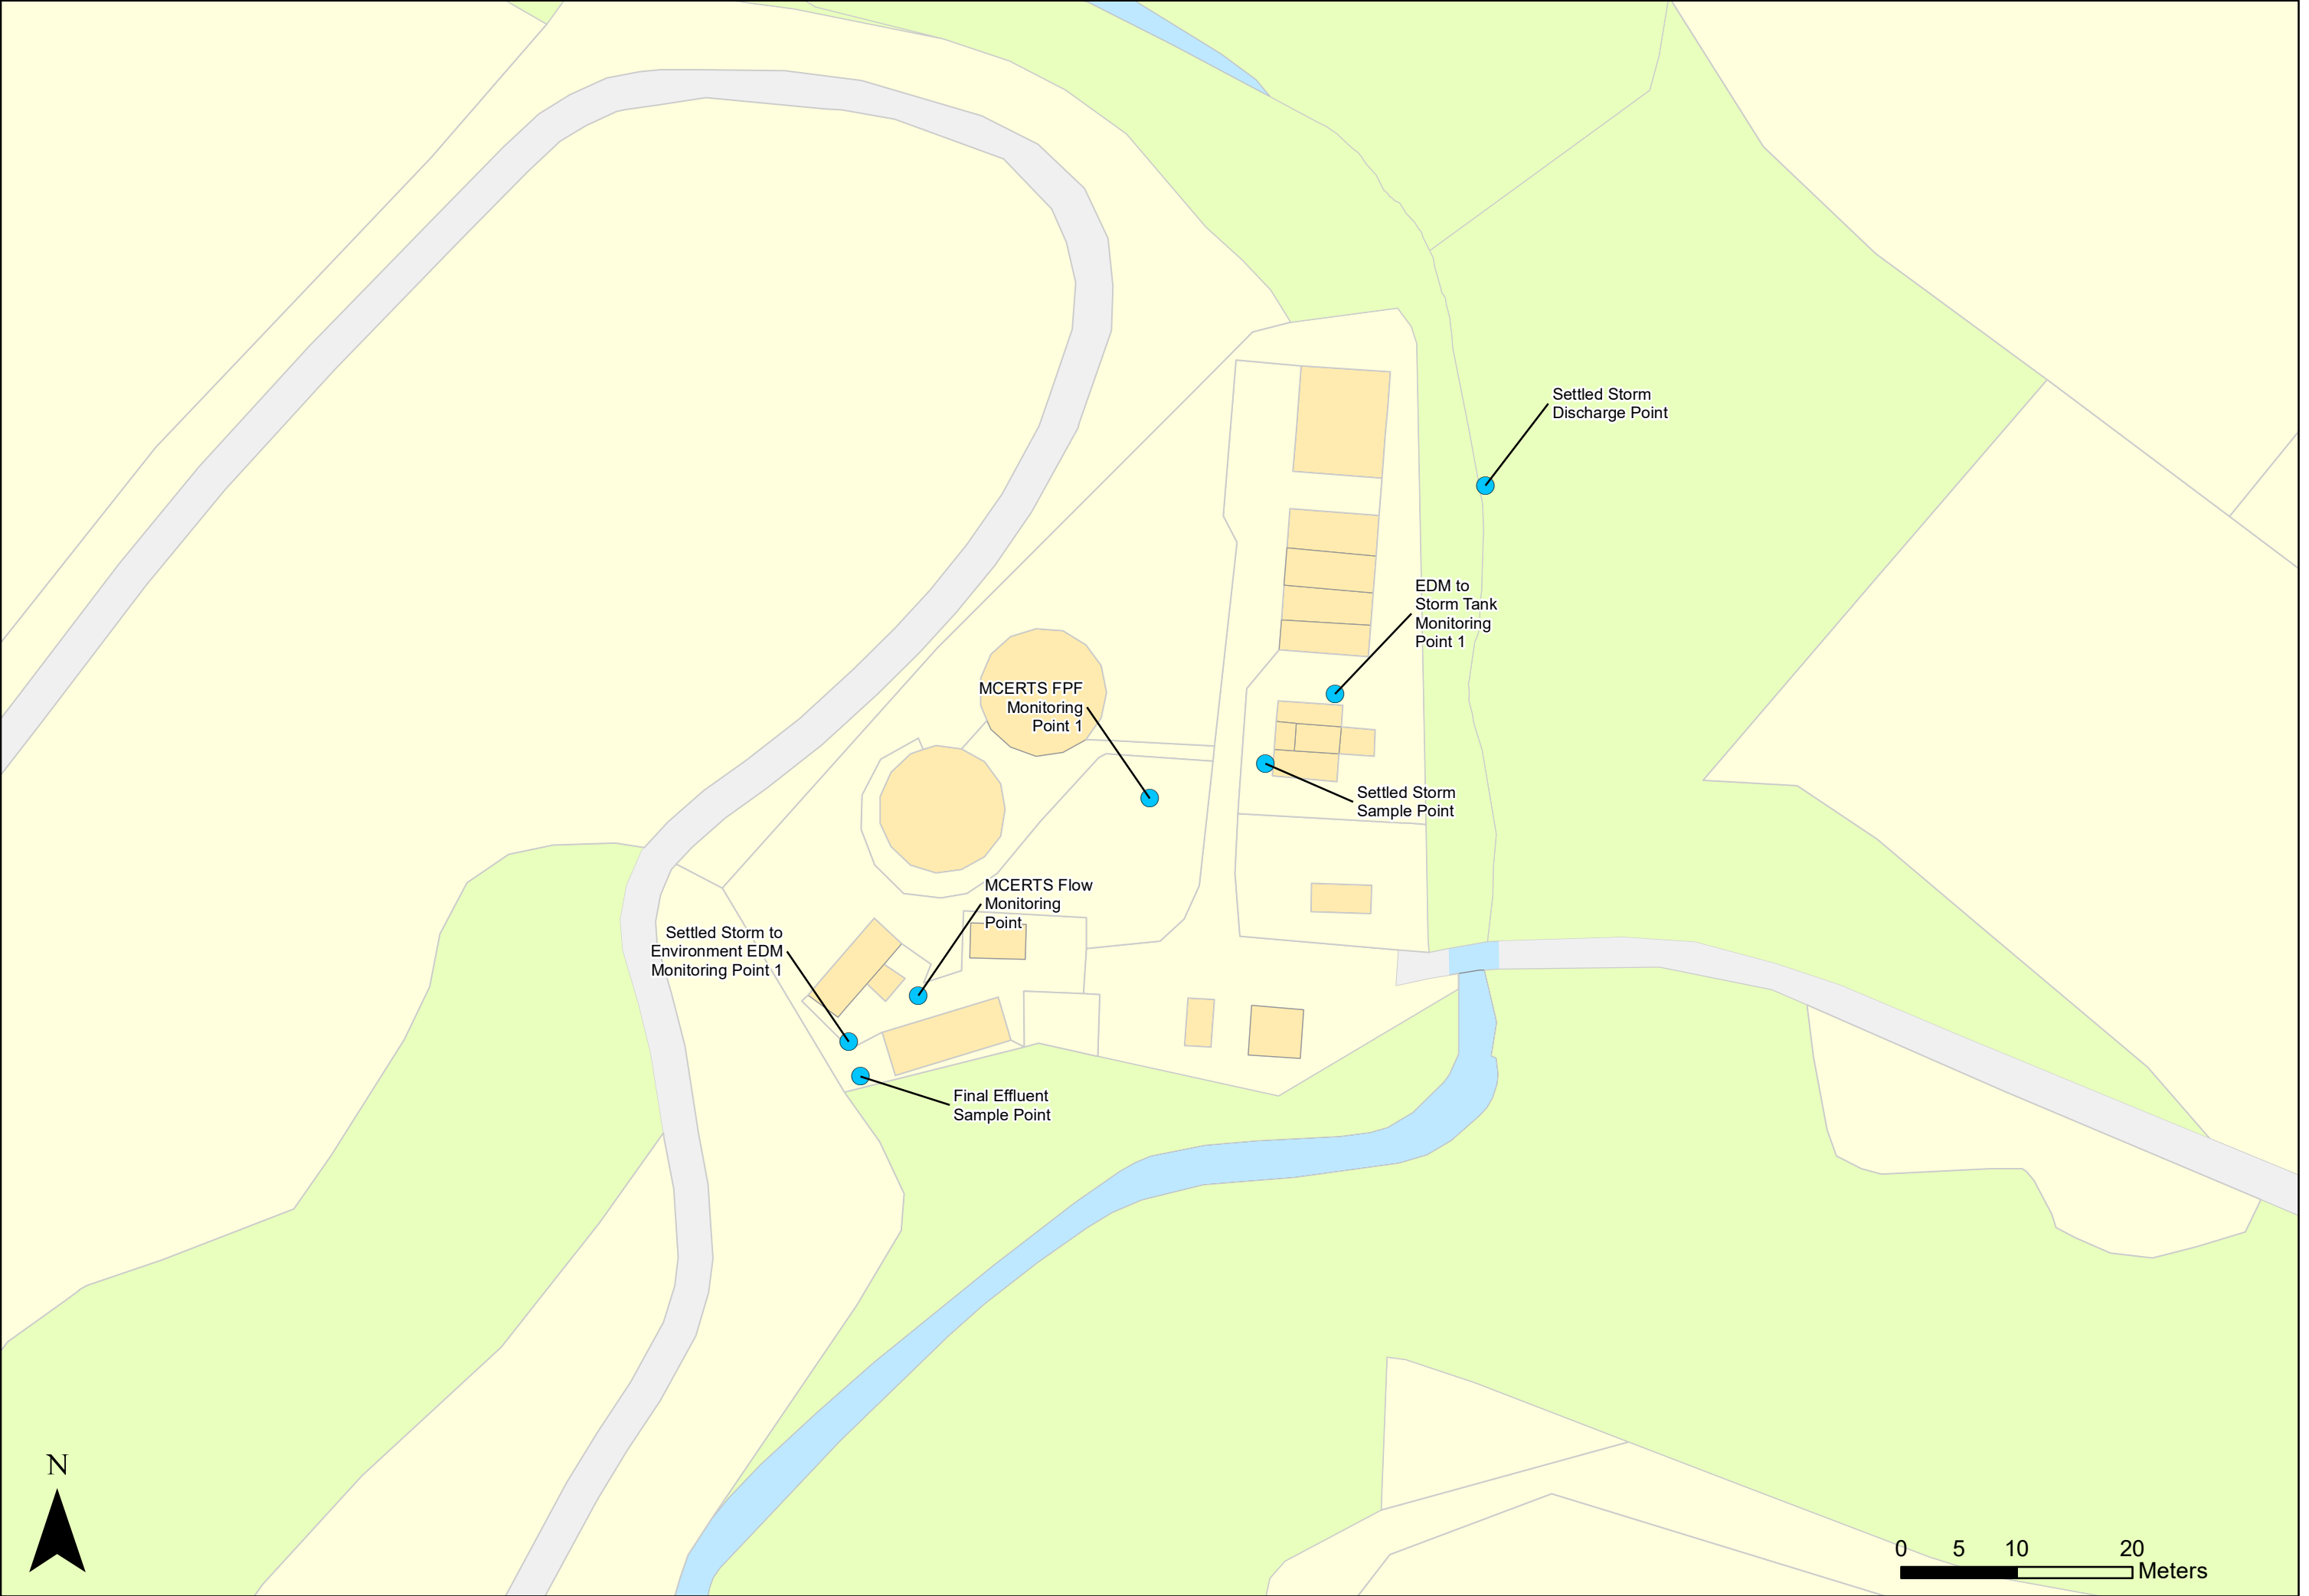 Settled Storm
Discharge Point
EDM to
Storm Tank
Monitoring
Point 1
MCERTS FPF
Monitoring
Point 1
Settled Storm
Sample Point
MCERTS Flow
Monitoring
Point
Settled Storm to
Environment EDM
Monitoring Point 1
Final Effluent
Sample Point
N
0 5 10 20
Meters